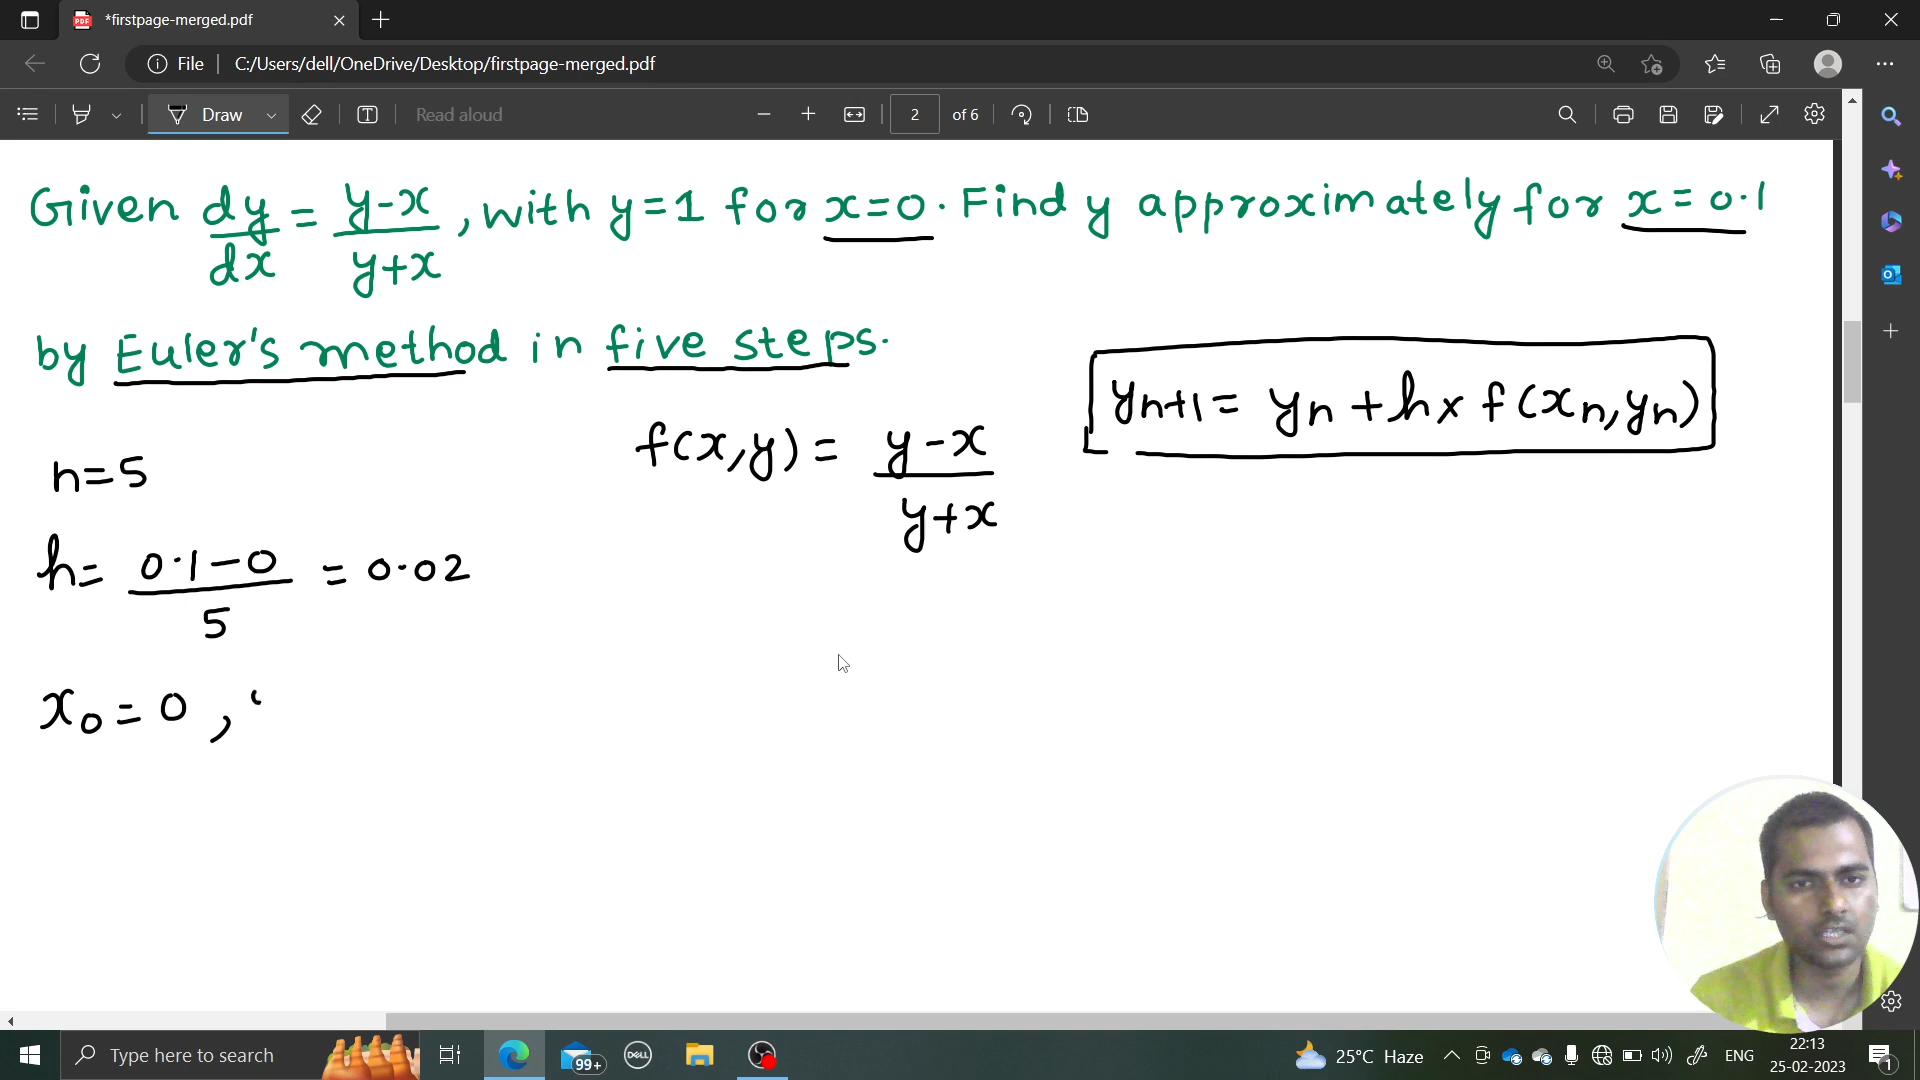 *firstpage-merged.pdf
File C:/Users/dell/OneDrive/Desktop/firstpage-merged.pdf
Draw Read aloud 2 of 6
Given dy/dx = y-x/y+x, with y=1 for x=0. Find y approximately for x=0.1
by Euler's method in five steps.
yn+1 = yn + h× f(xn,yn)
f(x,y) = y-x/y+x
n=5
h= 0.1-0/5 = 0.02
x0=0 ,
Type here to search 99+ DELL 25°C Haze ENG 22:13
25-02-2023 1